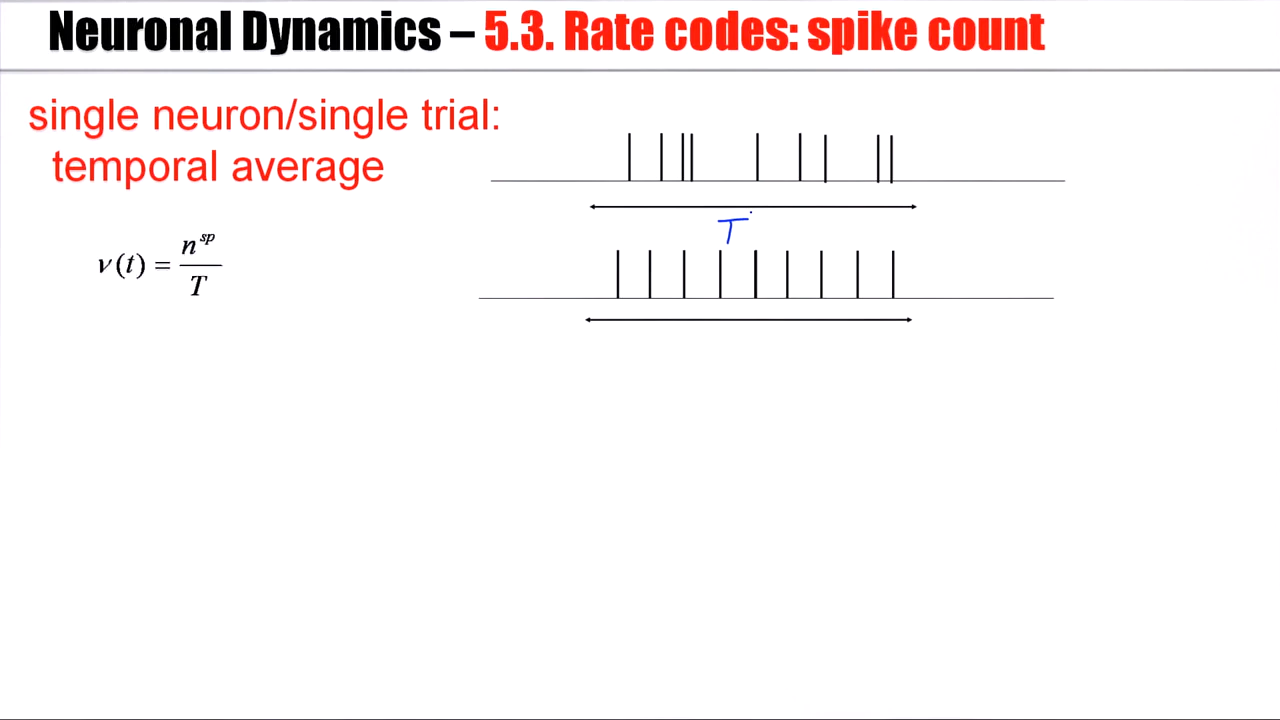 Neuronal Dynamics – 5.3. Rate codes: spike count
single neuron/single trial:
temporal average
T
ν(t) = n^sp / T